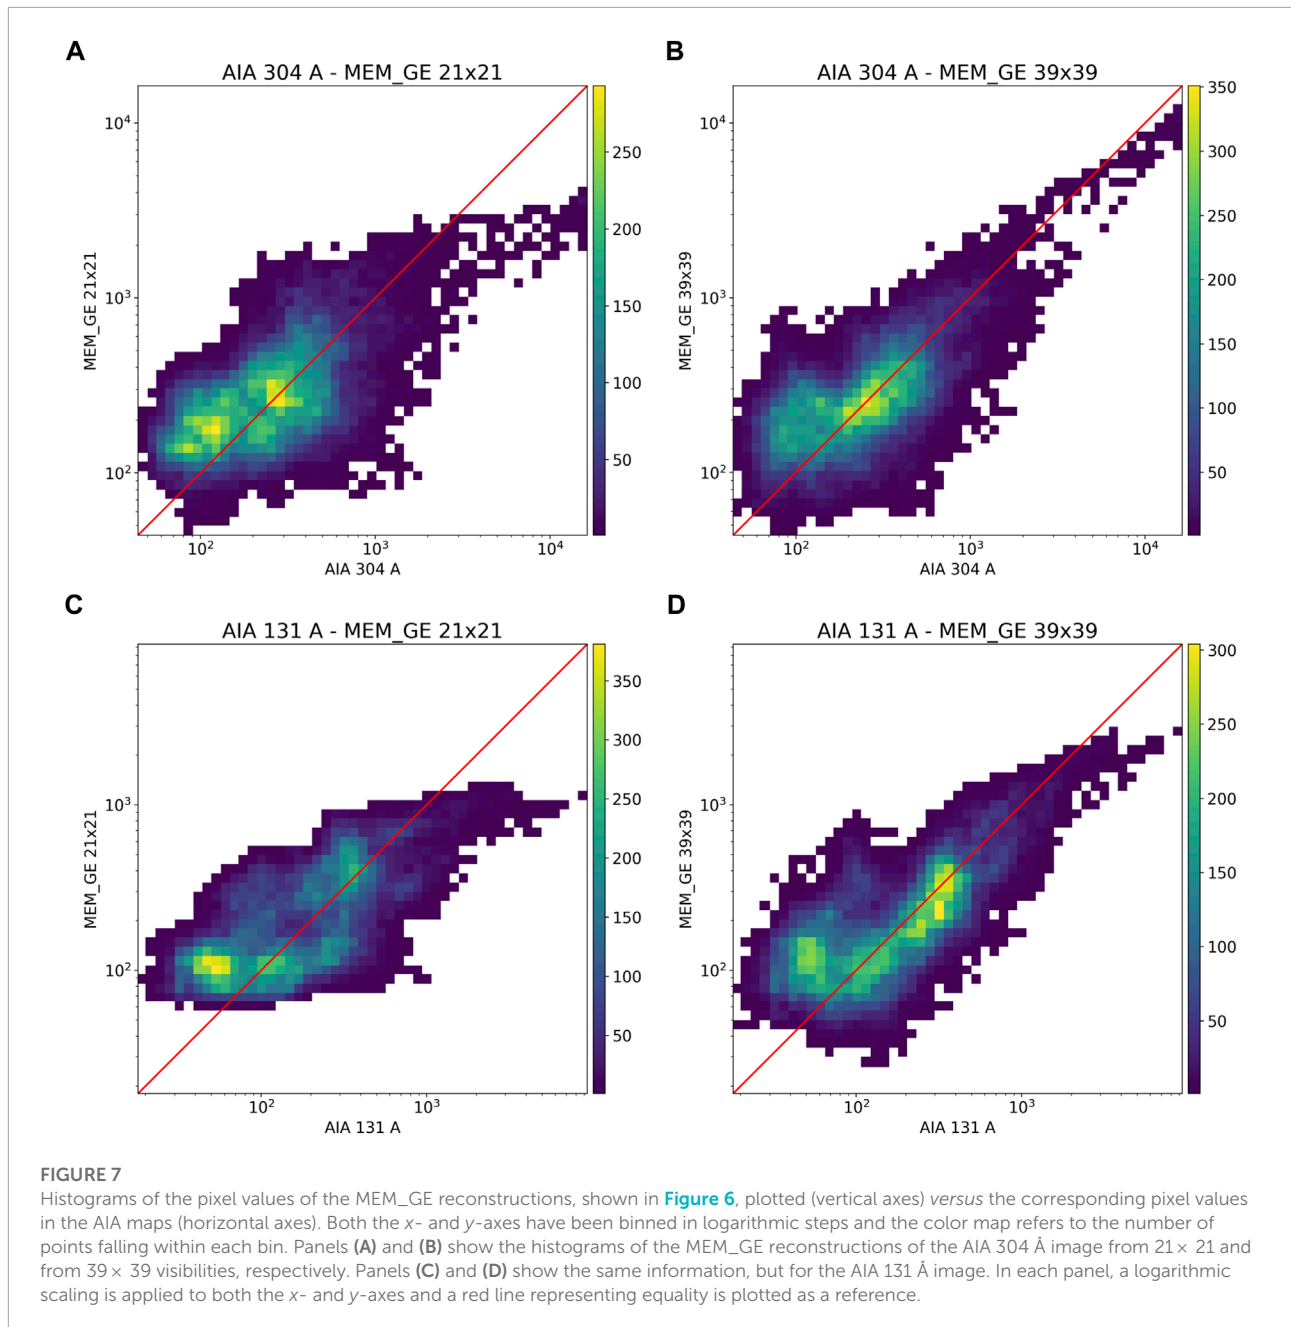 A
AIA 304 A - MEM_GE 21x21
MEM_GE 21x21
10⁴
10³
10²
10² 10³ 10⁴
AIA 304 A
250
200
150
100
50
B
AIA 304 A - MEM_GE 39x39
MEM_GE 39x39
10⁴
10³
10²
10² 10³ 10⁴
AIA 304 A
350
300
250
200
150
100
50
C
AIA 131 A - MEM_GE 21x21
MEM_GE 21x21
10³
10²
10² 10³
AIA 131 A
350
300
250
200
150
100
50
D
AIA 131 A - MEM_GE 39x39
MEM_GE 39x39
10³
10²
10² 10³
AIA 131 A
300
250
200
150
100
50
FIGURE 7
Histograms of the pixel values of the MEM_GE reconstructions, shown in Figure 6, plotted (vertical axes) versus the corresponding pixel values
in the AIA maps (horizontal axes). Both the x- and y-axes have been binned in logarithmic steps and the color map refers to the number of
points falling within each bin. Panels (A) and (B) show the histograms of the MEM_GE reconstructions of the AIA 304 Å image from 21× 21 and
from 39× 39 visibilities, respectively. Panels (C) and (D) show the same information, but for the AIA 131 Å image. In each panel, a logarithmic
scaling is applied to both the x- and y-axes and a red line representing equality is plotted as a reference.